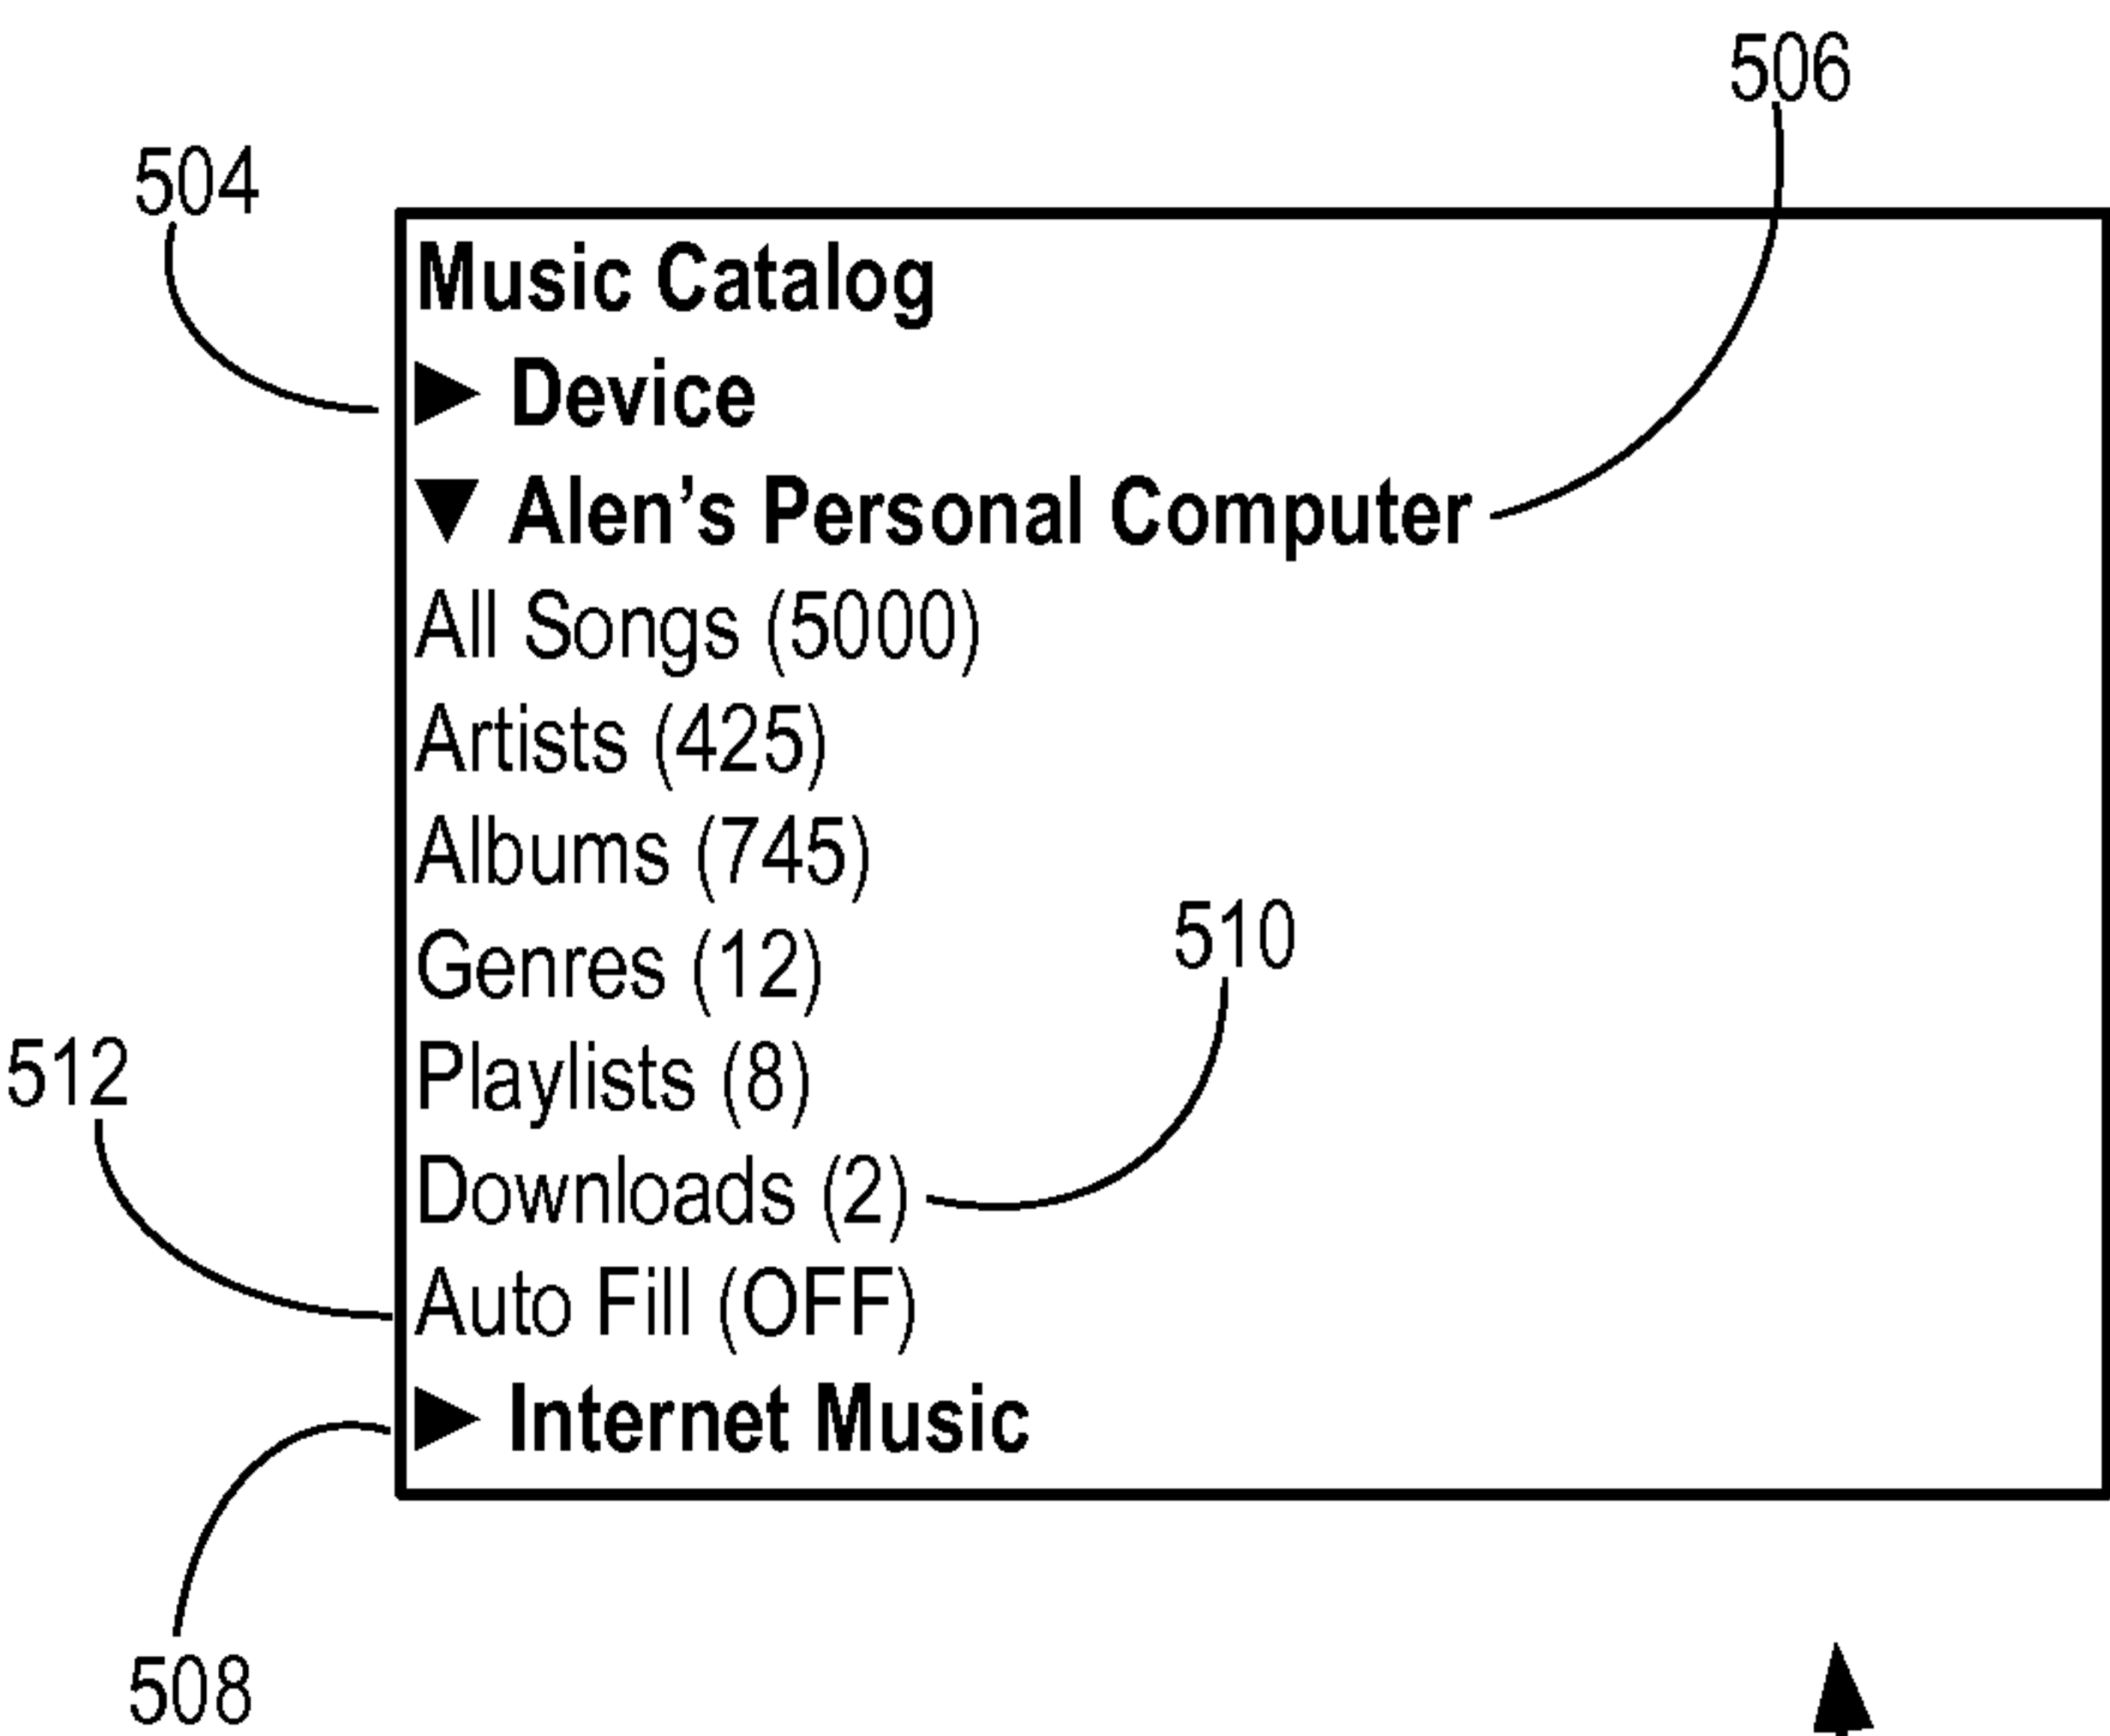 506
504
Music Catalog
▶ Device
▼ Alen's Personal Computer
All Songs (5000)
Artists (425)
Albums (745)
510
Genres (12)
512
Playlists (8)
Downloads (2)
Auto Fill (OFF)
▶ Internet Music
508